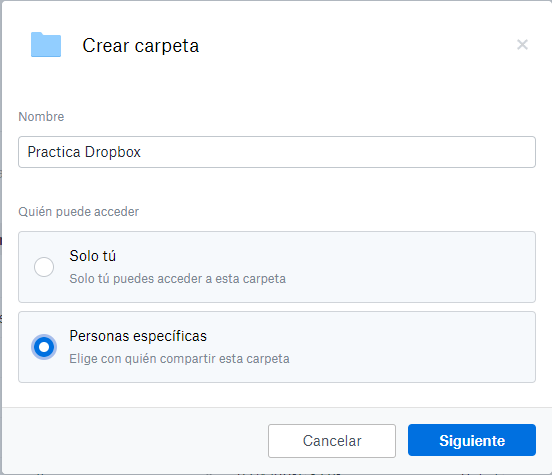 Crear carpeta
Nombre
Practica Dropbox
Quién puede acceder
Solo tú
Solo tú puedes acceder a esta carpeta
Personas específicas
Elige con quién compartir esta carpeta
Cancelar
Siguiente